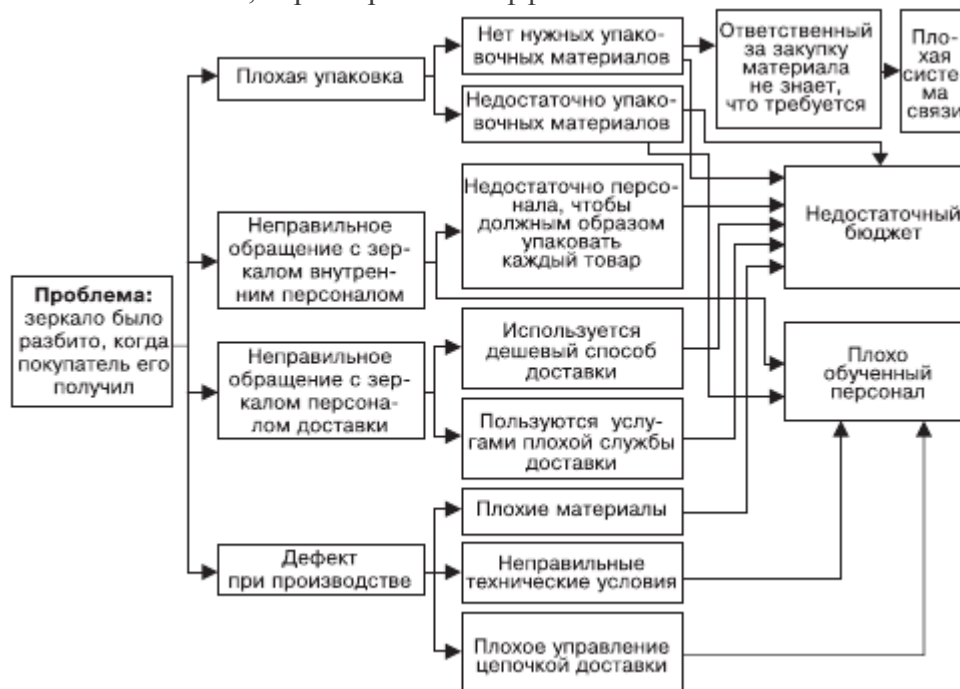 Нет нужных упако-
вочных материалов
Ответственный
за закупку
материала
не знает,
что требуется
Пло-
хая
систе
ма
связи
Плохая упаковка
Недостаточно упако-
вочных материалов
Недостаточно персо-
нала, чтобы
должным образом
упаковать
каждый товар
Недостаточный
бюджет
Неправильное
обращение с зер-
калом внутрен-
ним персоналом
Проблема:
зеркало было
разбито, когда
покупатель его
получил
Используется
дешевый способ
доставки
Неправильное
обращение с зер-
калом персона-
лом доставки
Плохо
обученный
персонал
Пользуются услу-
гами плохой службы
доставки
Плохие материалы
Дефект
при производстве
Неправильные
технические условия
Плохое управление
цепочкой доставки